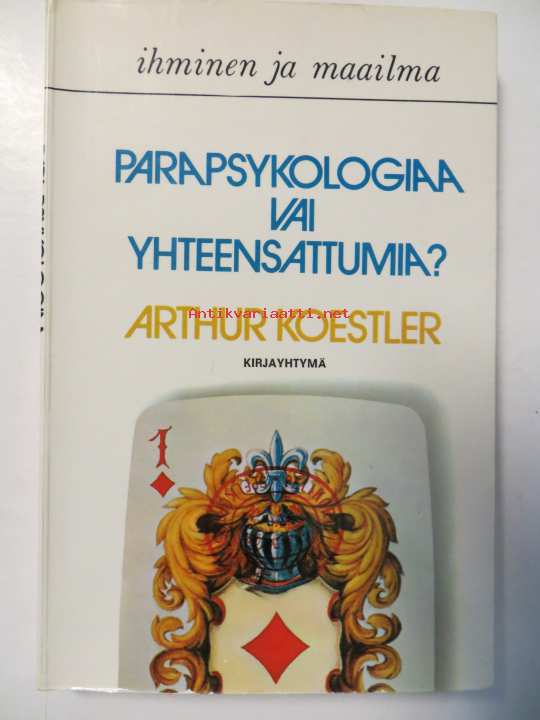 ihminen ja maailma
PARAPSYKOLOGIAA
VAI
YHTEENSATTUMIA?
Antikvariaatti.net
ARTHUR KOESTLER
KIRJAYHTYMÄ
1